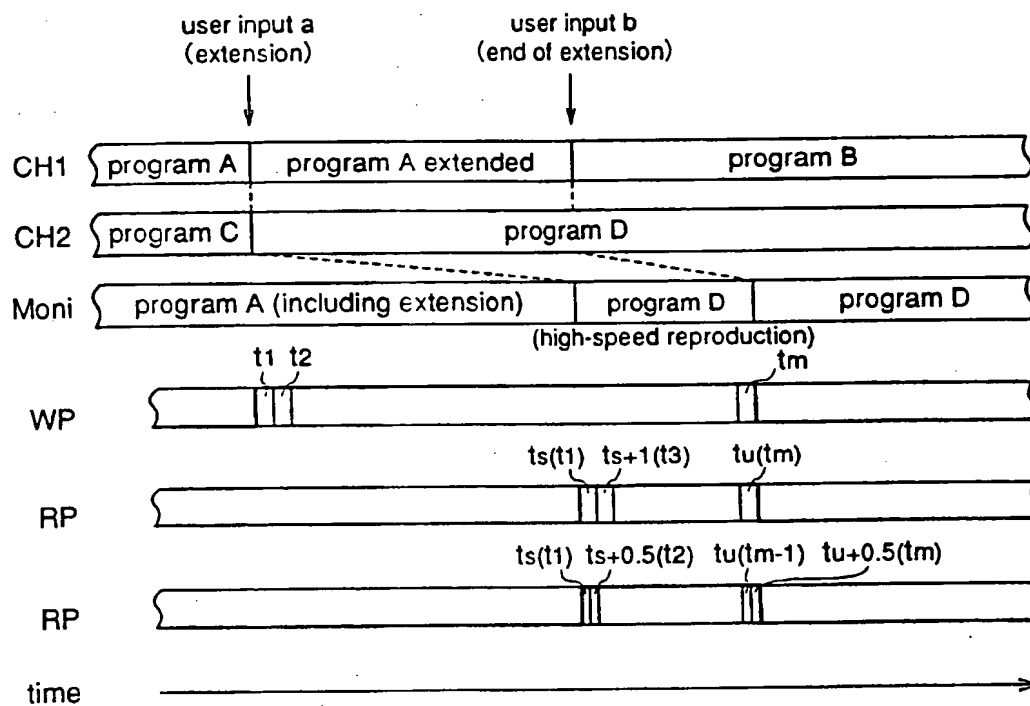 user input a
(extension)
user input b
(end of extension)
CH1 program A program A extended program B
CH2 program C program D
Moni program A (including extension) program D program D
(high-speed reproduction)
t1 t2 tm
WP
ts(t1) ts+1(t3) tu(tm)
RP
ts(t1) ts+0.5(t2) tu(tm-1) tu+0.5(tm)
RP
time